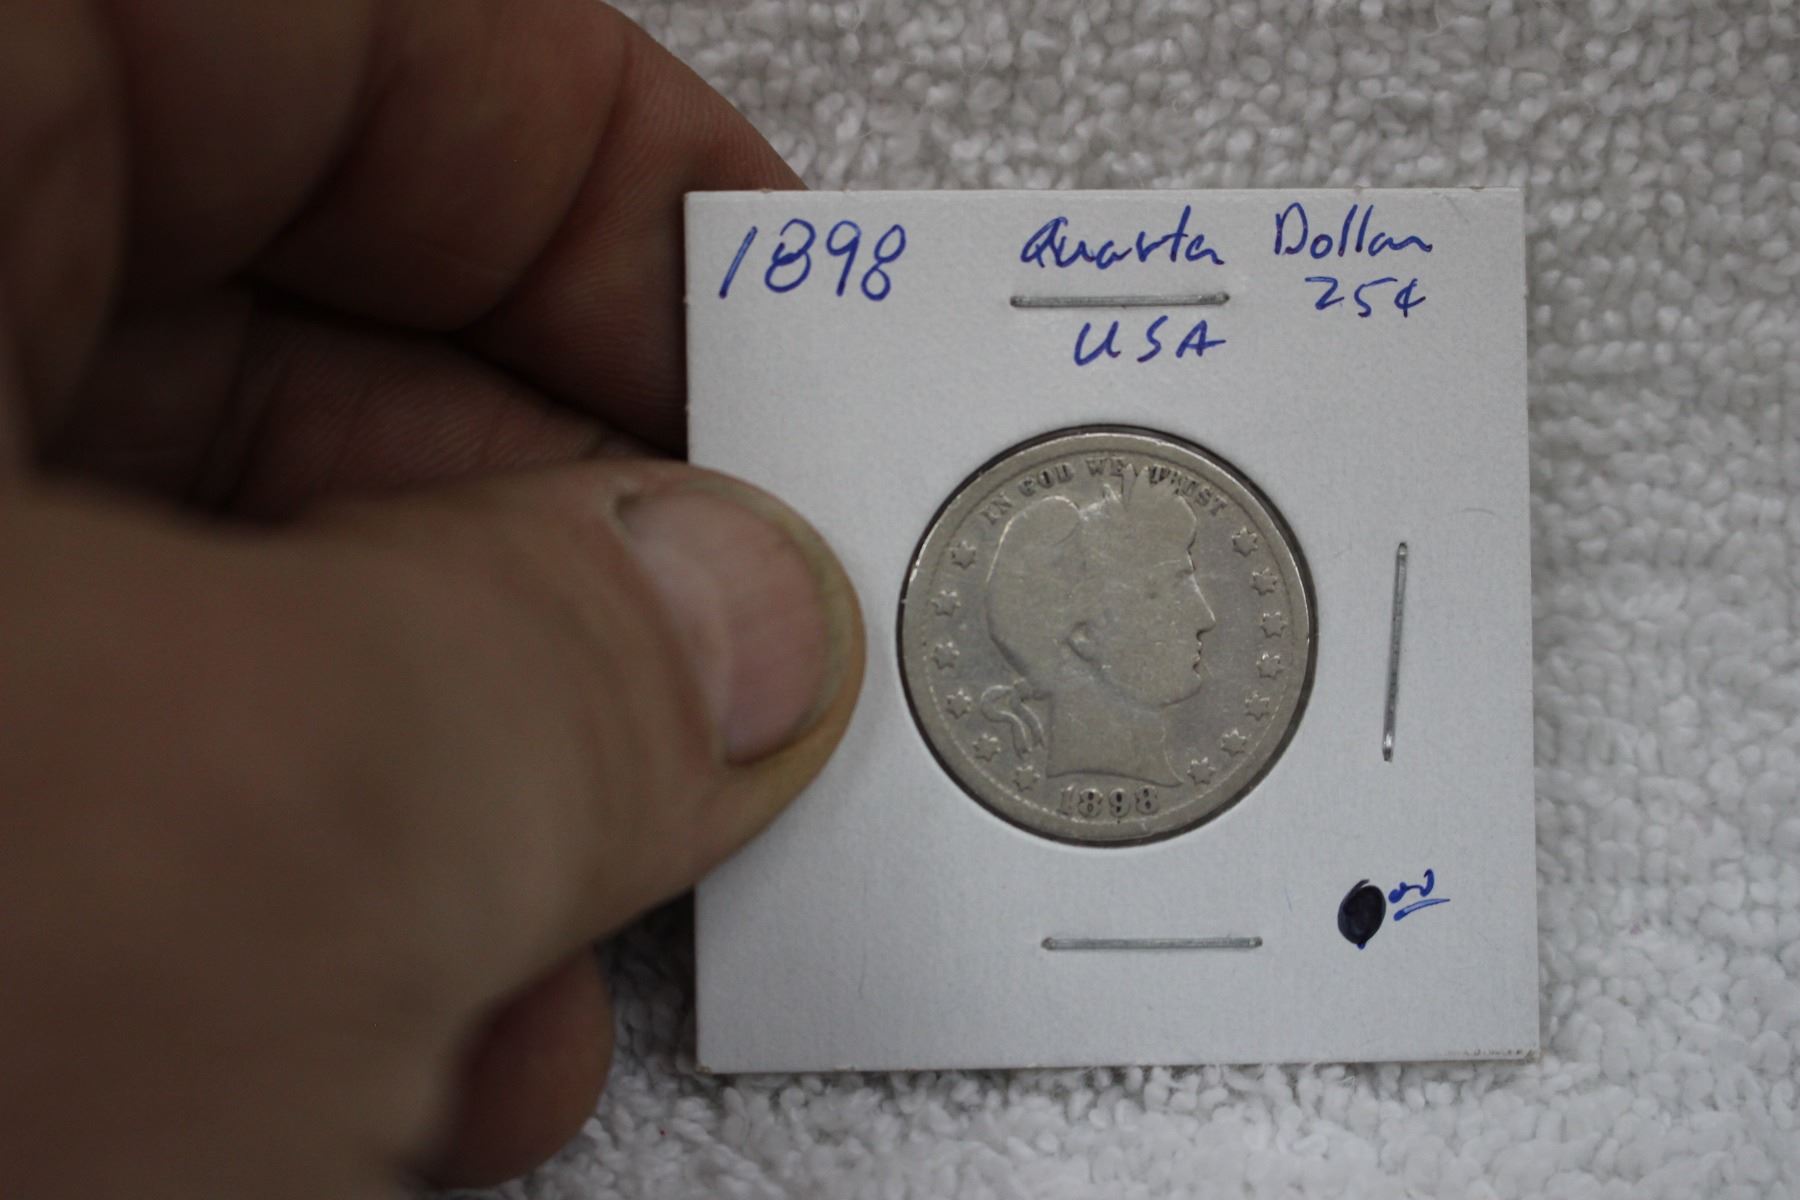 1898 Quarter Dollar
25¢
USA
IN GOD WE TRUST
1898